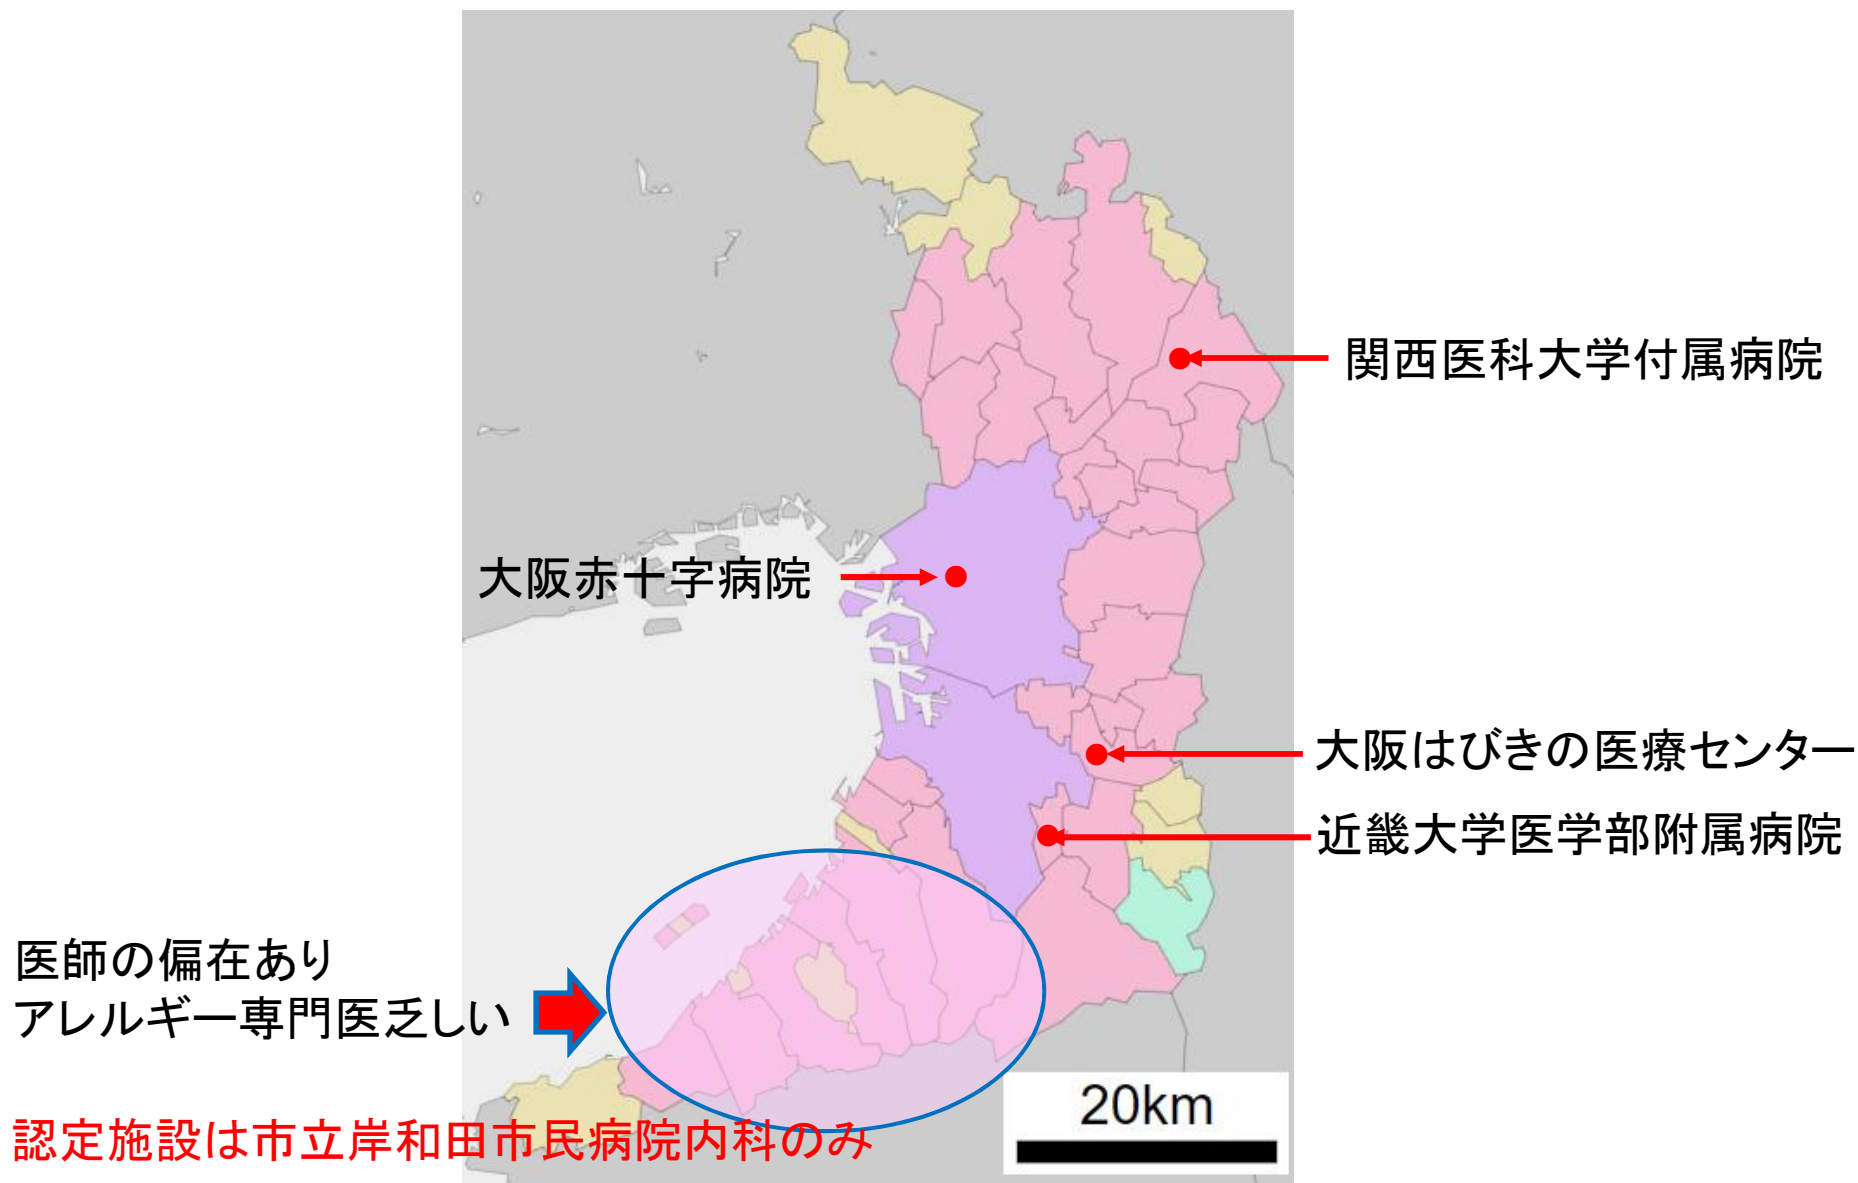 関西医科大学付属病院
大阪赤十字病院
大阪はびきの医療センター
近畿大学医学部附属病院
医師の偏在あり
アレルギー専門医乏しい
認定施設は市立岸和田市民病院内科のみ
20km